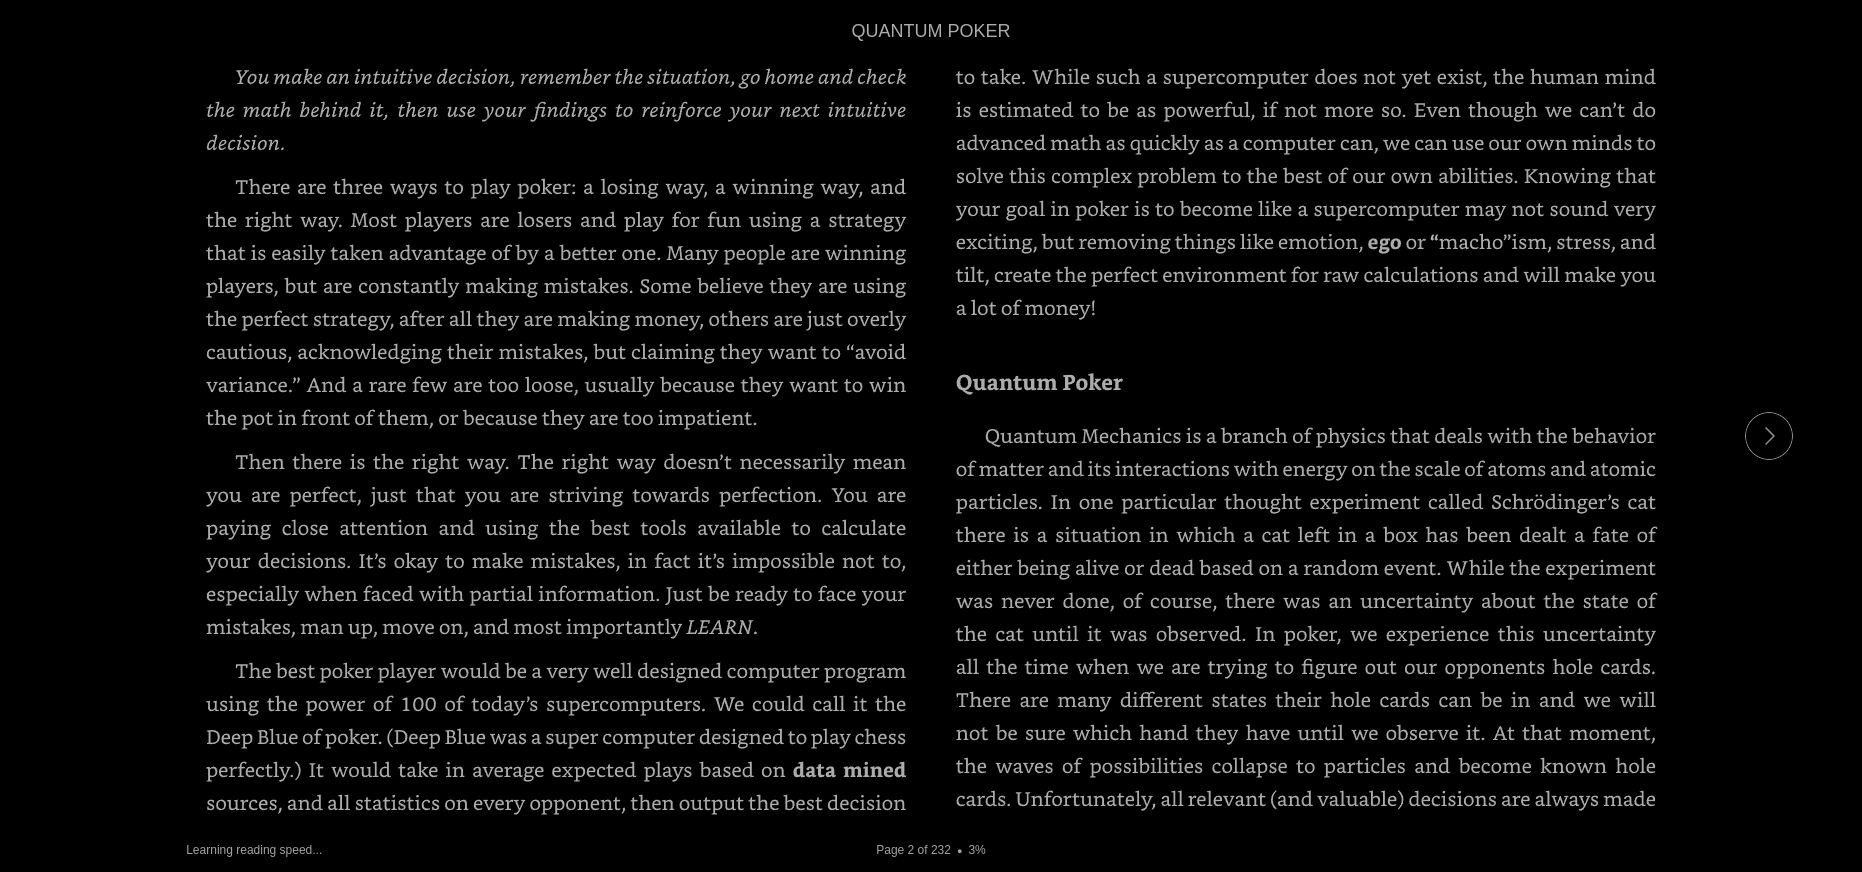 QUANTUM POKER
You make an intuitive decision, remember the situation, go home and check
the math behind it, then use your findings to reinforce your next intuitive
decision.
There are three ways to play poker: a losing way, a winning way, and
the right way. Most players are losers and play for fun using a strategy
that is easily taken advantage of by a better one. Many people are winning
players, but are constantly making mistakes. Some believe they are using
the perfect strategy, after all they are making money, others are just overly
cautious, acknowledging their mistakes, but claiming they want to “avoid
variance.” And a rare few are too loose, usually because they want to win
the pot in front of them, or because they are too impatient.
Then there is the right way. The right way doesn’t necessarily mean
you are perfect, just that you are striving towards perfection. You are
paying close attention and using the best tools available to calculate
your decisions. It’s okay to make mistakes, in fact it’s impossible not to,
especially when faced with partial information. Just be ready to face your
mistakes, man up, move on, and most importantly LEARN.
The best poker player would be a very well designed computer program
using the power of 100 of today’s supercomputers. We could call it the
Deep Blue of poker. (Deep Blue was a super computer designed to play chess
perfectly.) It would take in average expected plays based on data mined
sources, and all statistics on every opponent, then output the best decision
to take. While such a supercomputer does not yet exist, the human mind
is estimated to be as powerful, if not more so. Even though we can’t do
advanced math as quickly as a computer can, we can use our own minds to
solve this complex problem to the best of our own abilities. Knowing that
your goal in poker is to become like a supercomputer may not sound very
exciting, but removing things like emotion, ego or “macho”ism, stress, and
tilt, create the perfect environment for raw calculations and will make you
a lot of money!
Quantum Poker
Quantum Mechanics is a branch of physics that deals with the behavior
of matter and its interactions with energy on the scale of atoms and atomic
particles. In one particular thought experiment called Schrödinger’s cat
there is a situation in which a cat left in a box has been dealt a fate of
either being alive or dead based on a random event. While the experiment
was never done, of course, there was an uncertainty about the state of
the cat until it was observed. In poker, we experience this uncertainty
all the time when we are trying to figure out our opponents hole cards.
There are many different states their hole cards can be in and we will
not be sure which hand they have until we observe it. At that moment,
the waves of possibilities collapse to particles and become known hole
cards. Unfortunately, all relevant (and valuable) decisions are always made
Learning reading speed...
Page 2 of 232 • 3%